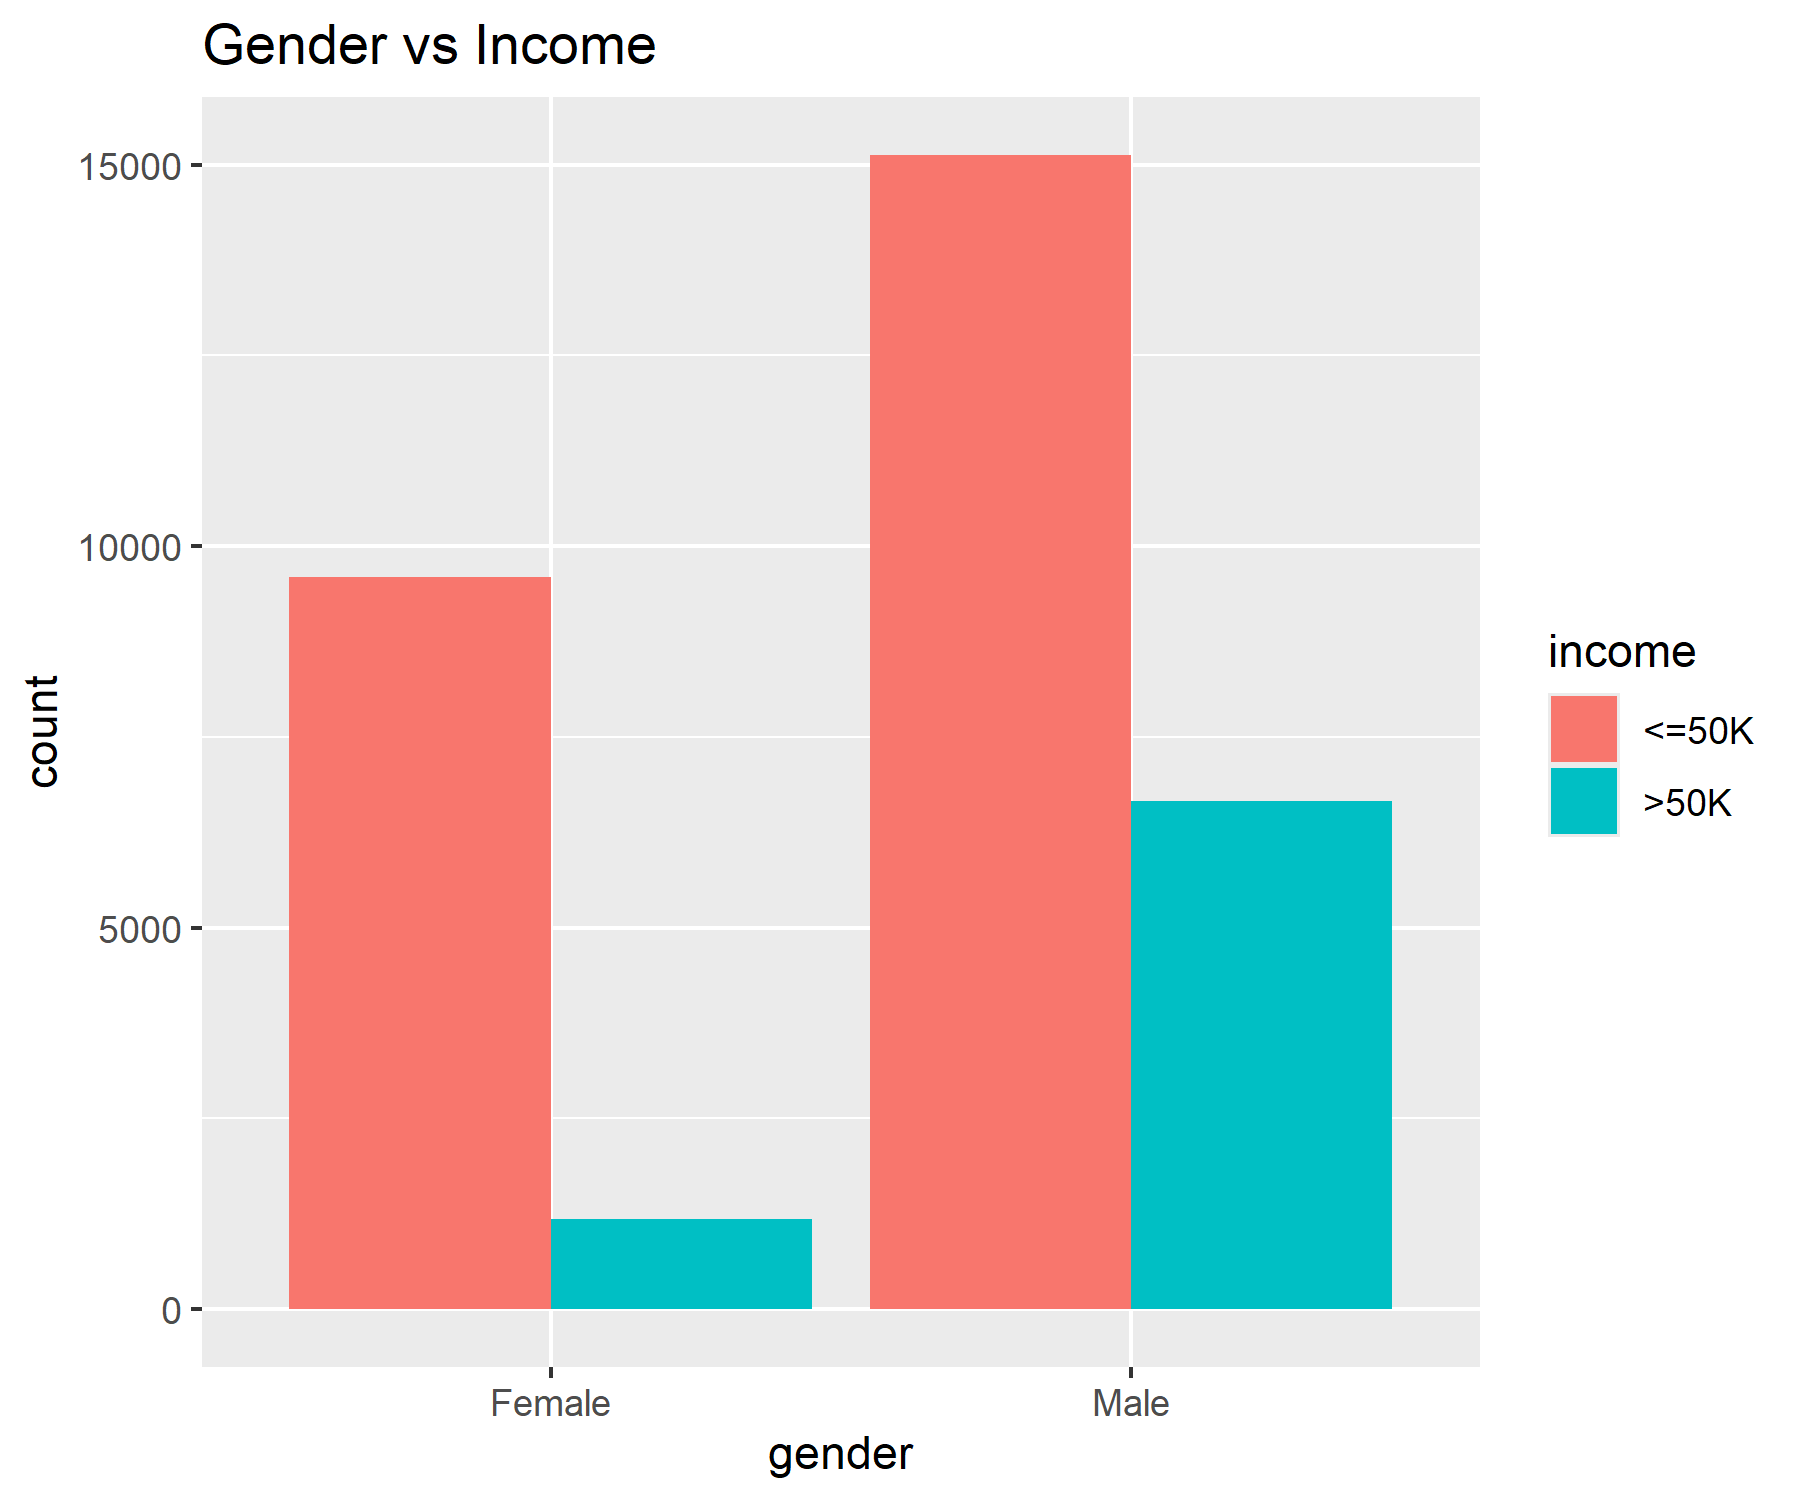 Gender vs Income
15000
10000
5000
0
count
Female
Male
gender
income
<=50K
>50K